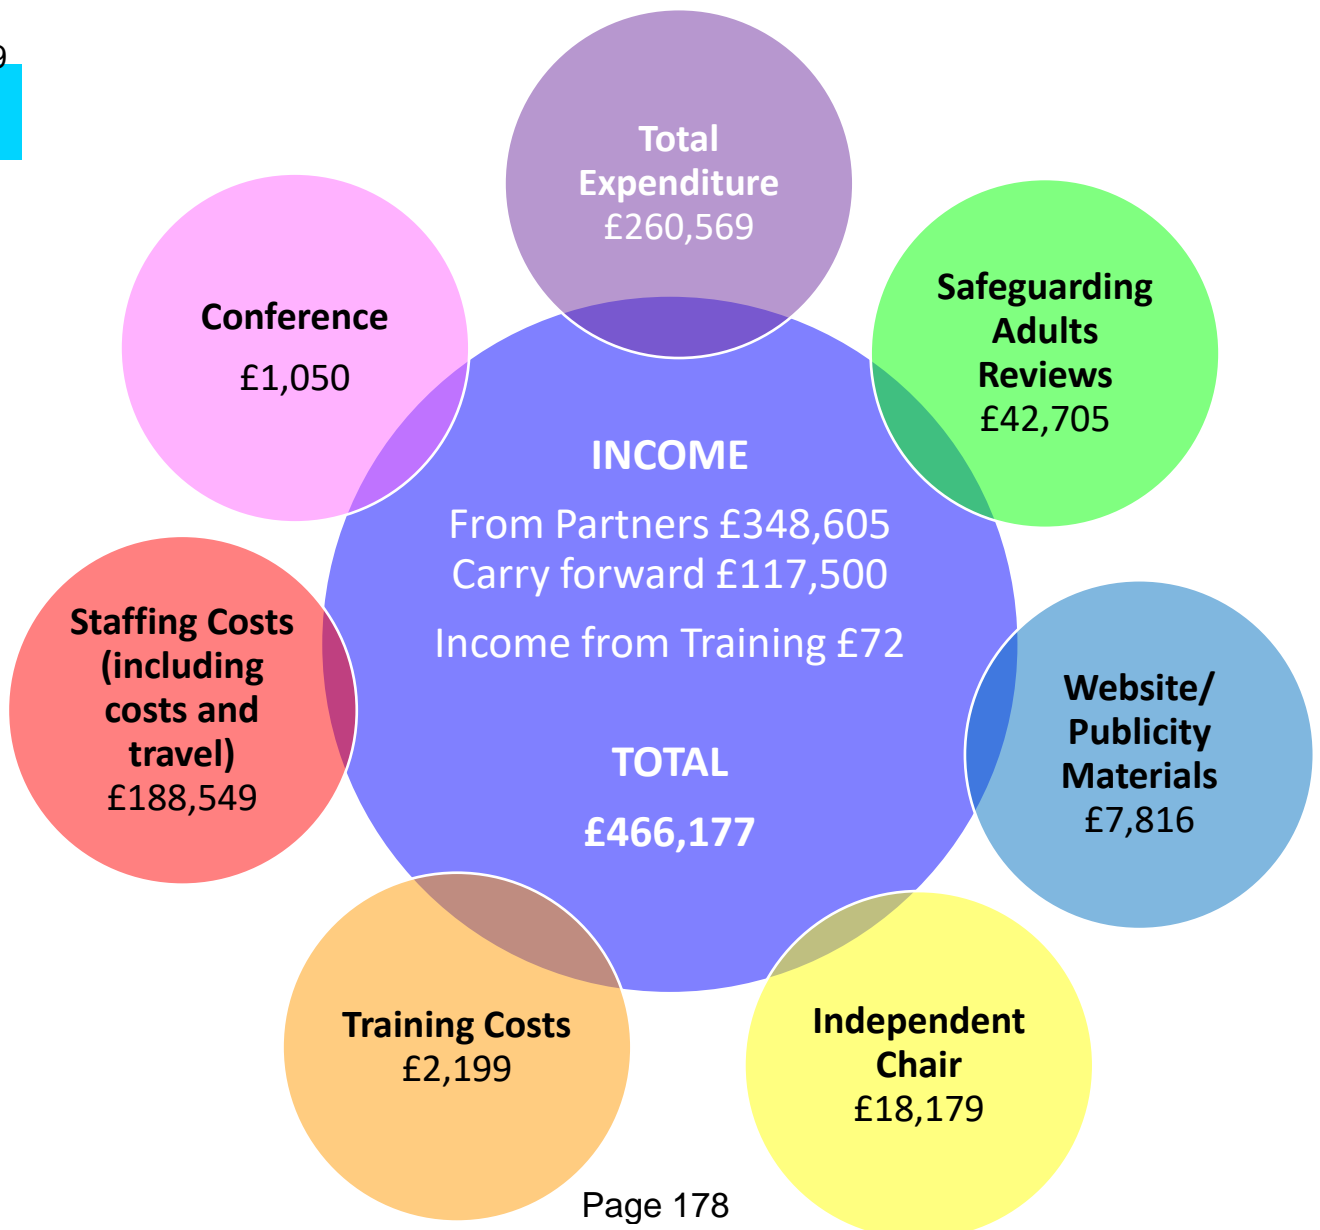 9
Total
Expenditure
£260,569
Conference
£1,050
Safeguarding
Adults
Reviews
£42,705
INCOME
From Partners £348,605
Carry forward £117,500
Income from Training £72
TOTAL
£466,177
Staffing Costs
(including
costs and
travel)
£188,549
Website/
Publicity
Materials
£7,816
Training Costs
£2,199
Independent
Chair
£18,179
Page 178